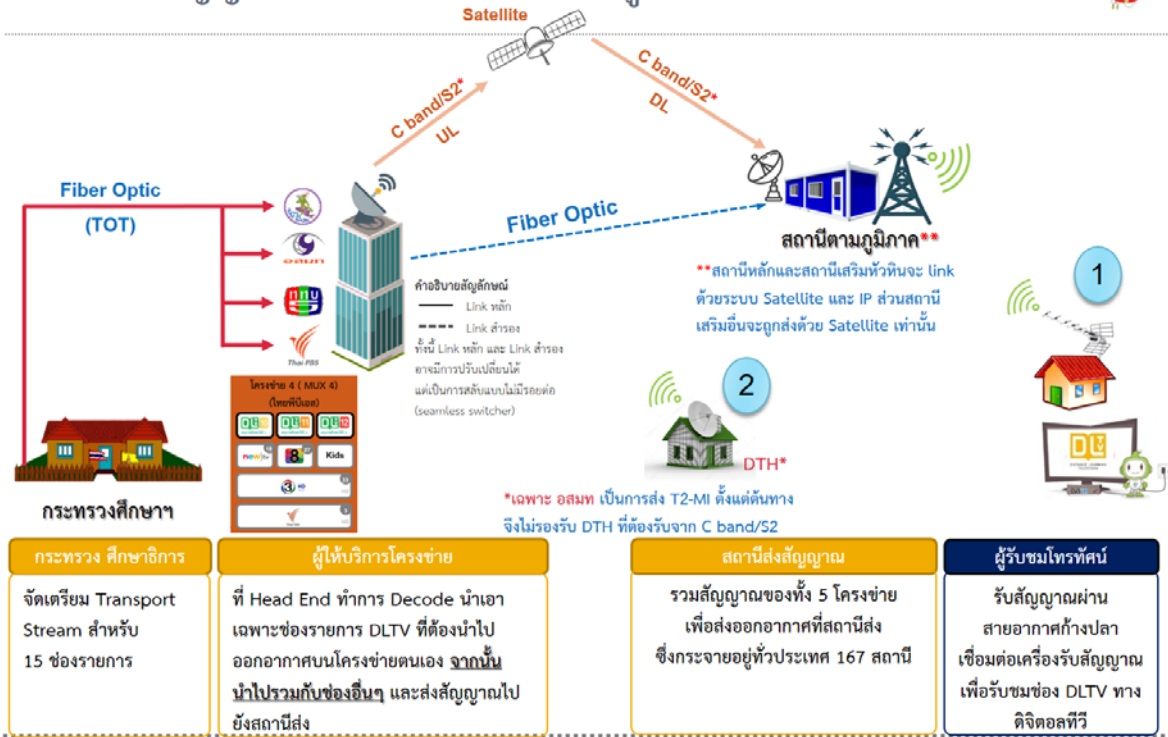 Satellite
C band/S2*
UL
C band/S2*
DL
Fiber Optic
(TOT)
อสมท
ททบ
5
Thai PBS
Fiber Optic
คำอธิบายสัญลักษณ์
Link หลัก
Link สำรอง
ทั้งนี้ Link หลัก และ Link สำรอง
อาจมีการปรับเปลี่ยนได้
แต่เป็นการสลับแบบไม่มีรอยต่อ
(seamless switcher)
สถานีตามภูมิภาค**
**สถานีหลักและสถานีเสริมหัวหินจะ link
ด้วยระบบ Satellite และ IP ส่วนสถานี
เสริมอื่นจะถูกส่งด้วย Satellite เท่านั้น
1
2
DTH*
*เฉพาะ อสมท เป็นการส่ง T2-MI ตั้งแต่ต้นทาง
จึงไม่รองรับ DTH ที่ต้องรับจาก C band/S2
โครงข่าย 4 ( MUX 4)
(ไทยพีบีเอส)
8
Kids
3 HD
DLTV
กระทรวงศึกษาฯ
กระทรวง ศึกษาธิการ
จัดเตรียม Transport
Stream สำหรับ
15 ช่องรายการ
ผู้ให้บริการโครงข่าย
ที่ Head End ทำการ Decode นำเอา
เฉพาะช่องรายการ DLTV ที่ต้องนำไป
ออกอากาศบนโครงข่ายตนเอง จากนั้น
นำไปรวมกับช่องอื่นๆ และส่งสัญญาณไป
ยังสถานีส่ง
สถานีส่งสัญญาณ
รวมสัญญาณของทั้ง 5 โครงข่าย
เพื่อส่งออกอากาศที่สถานีส่ง
ซึ่งกระจายอยู่ทั่วประเทศ 167 สถานี
ผู้รับชมโทรทัศน์
รับสัญญาณผ่าน
สายอากาศก้างปลา
เชื่อมต่อเครื่องรับสัญญาณ
เพื่อรับชมช่อง DLTV ทาง
ดิจิตอลทีวี